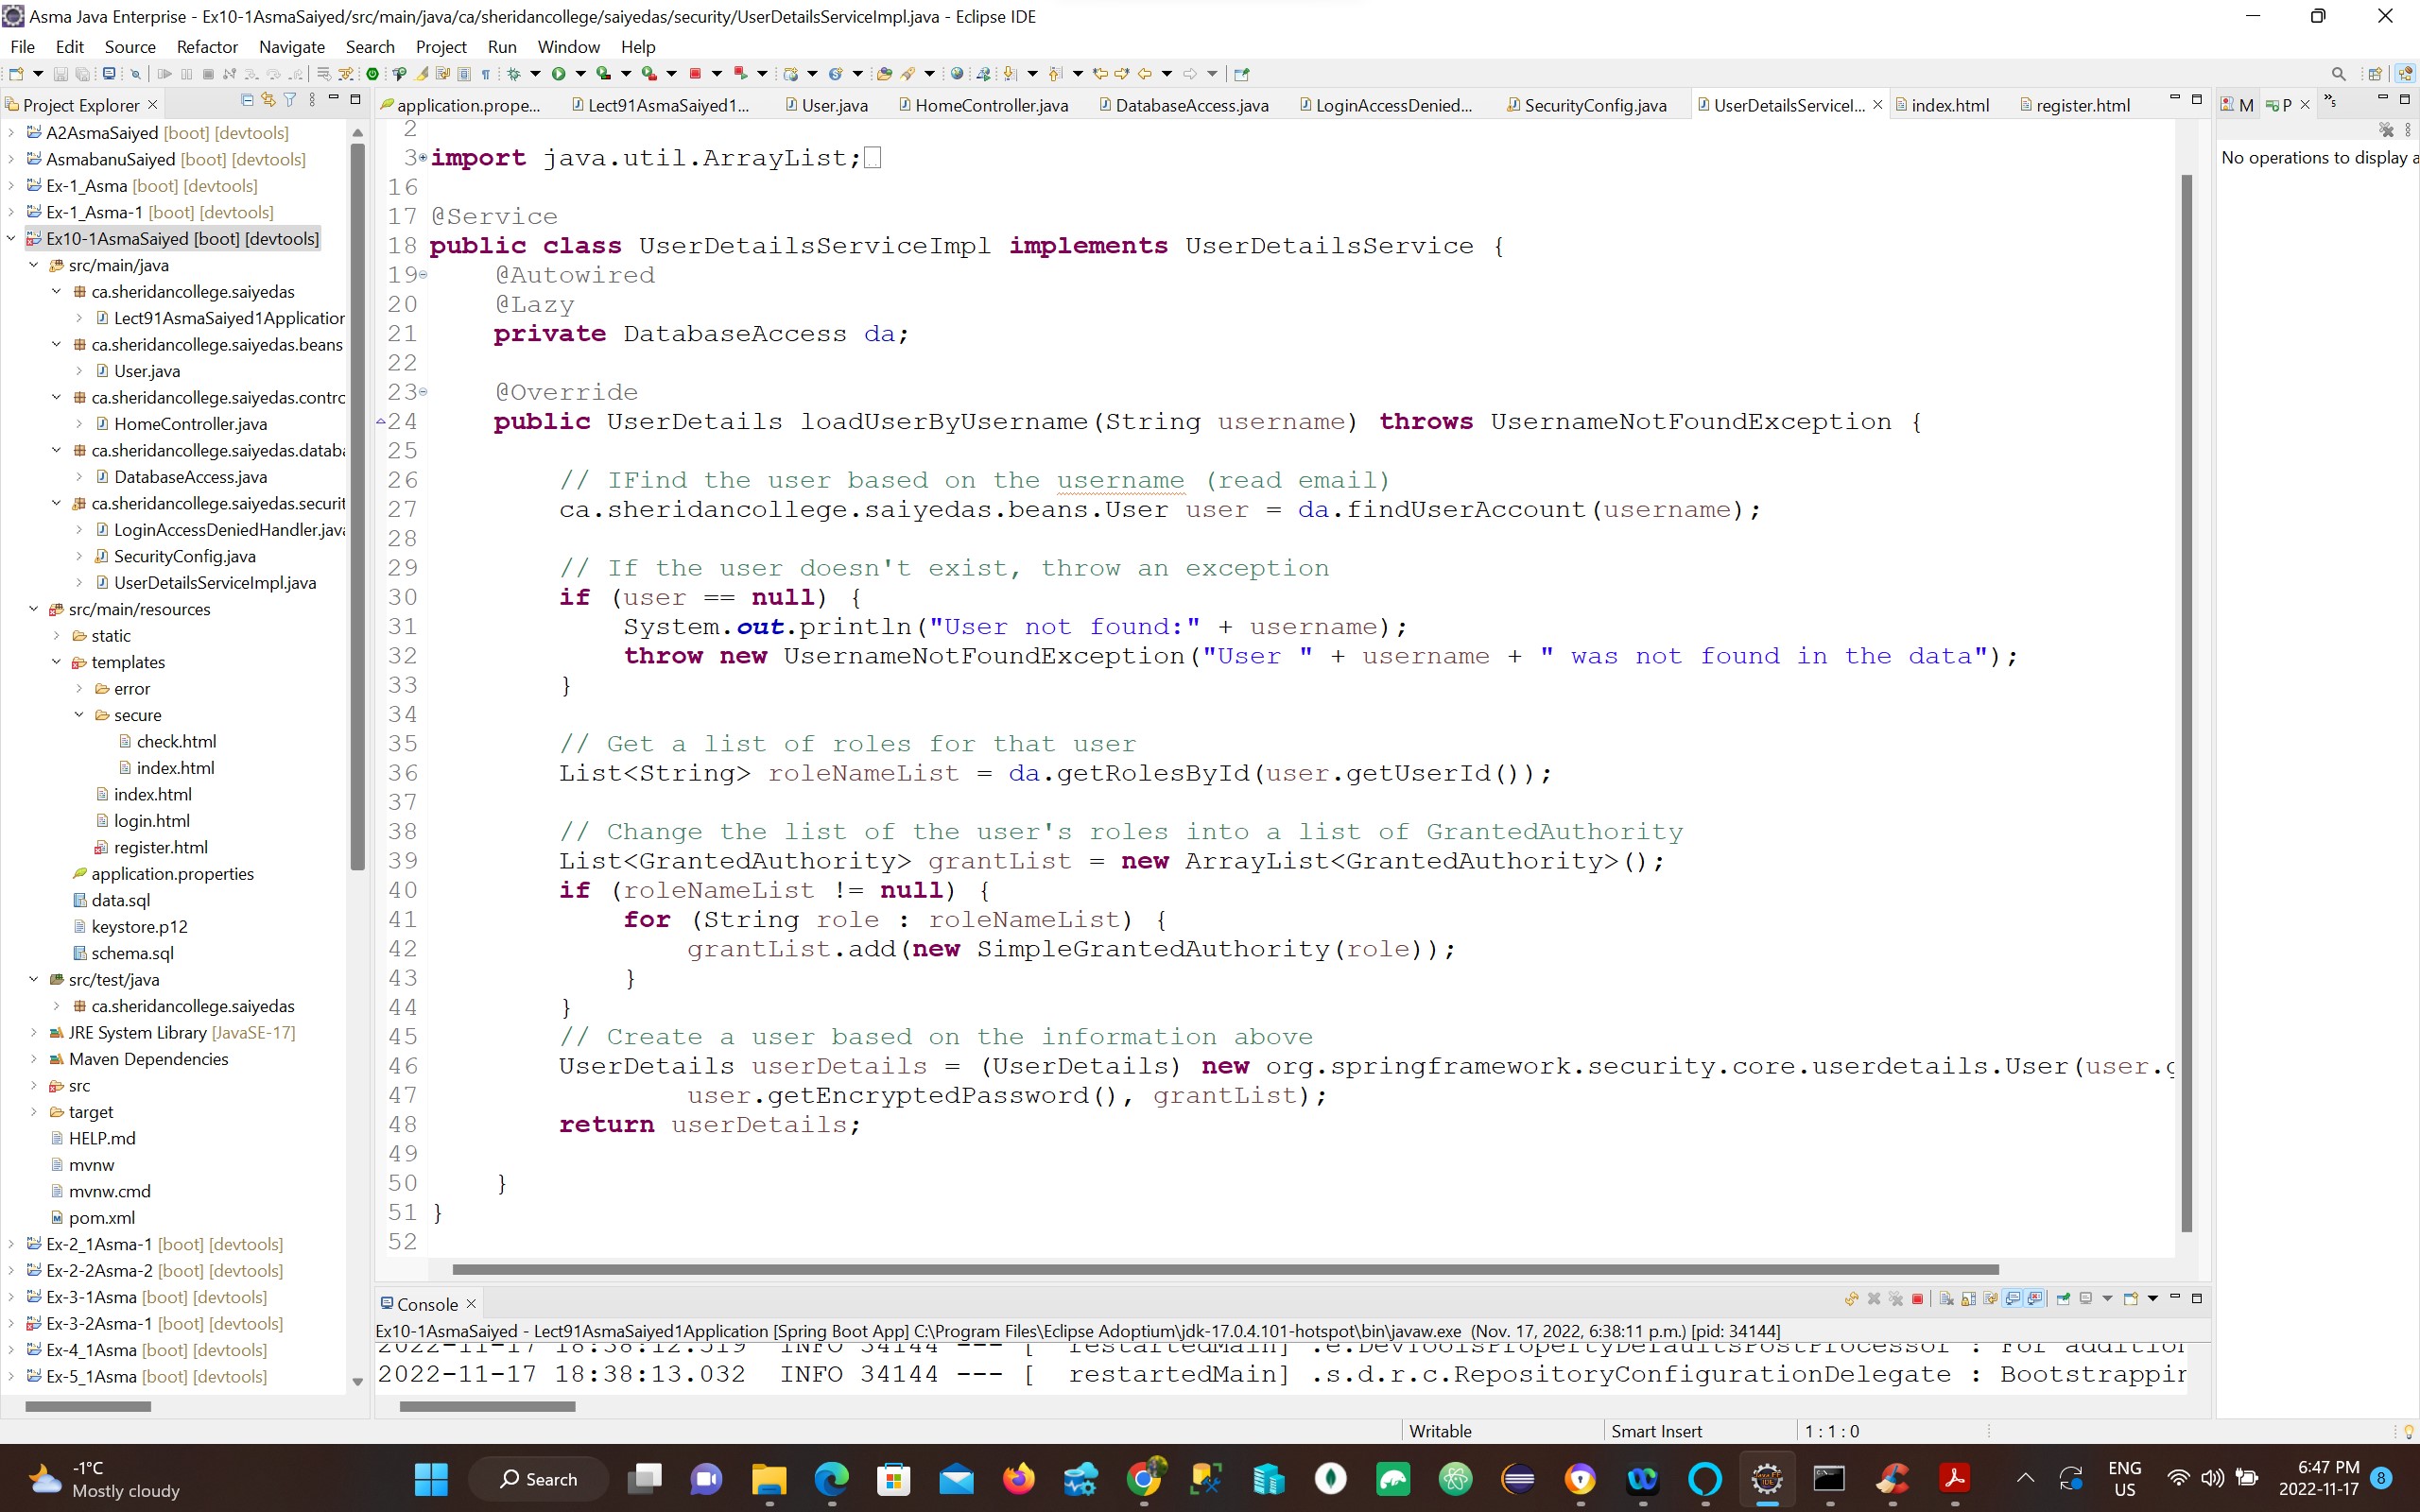 Asma Java Enterprise - Ex10-1AsmaSaiyed/src/main/java/ca/sheridancollege/saiyedas/security/UserDetailsServiceImpl.java - Eclipse IDE
File Edit Source Refactor Navigate Search Project Run Window Help
Project Explorer
A2AsmaSaiyed [boot] [devtools]
AsmabanuSaiyed [boot] [devtools]
Ex-1_Asma [boot] [devtools]
Ex-1_Asma-1 [boot] [devtools]
Ex10-1AsmaSaiyed [boot] [devtools]
src/main/java
ca.sheridancollege.saiyedas
Lect91AsmaSaiyed1Application
ca.sheridancollege.saiyedas.beans
User.java
ca.sheridancollege.saiyedas.contro
HomeController.java
ca.sheridancollege.saiyedas.databa
DatabaseAccess.java
ca.sheridancollege.saiyedas.securit
LoginAccessDeniedHandler.java
SecurityConfig.java
UserDetailsServiceImpl.java
src/main/resources
static
templates
error
secure
check.html
index.html
index.html
login.html
register.html
application.properties
data.sql
keystore.p12
schema.sql
src/test/java
ca.sheridancollege.saiyedas
JRE System Library [JavaSE-17]
Maven Dependencies
src
target
HELP.md
mvnw
mvnw.cmd
pom.xml
Ex-2_1Asma-1 [boot] [devtools]
Ex-2-2Asma-2 [boot] [devtools]
Ex-3-1Asma [boot] [devtools]
Ex-3-2Asma-1 [boot] [devtools]
Ex-4_1Asma [boot] [devtools]
Ex-5_1Asma [boot] [devtools]
application.prope... Lect91AsmaSaiyed1... User.java HomeController.java DatabaseAccess.java LoginAccessDenied... SecurityConfig.java UserDetailsServiceI... index.html register.html
2
3 import java.util.ArrayList;
16
17 @Service
18 public class UserDetailsServiceImpl implements UserDetailsService {
19 @Autowired
20 @Lazy
21 private DatabaseAccess da;
22
23 @Override
24 public UserDetails loadUserByUsername(String username) throws UsernameNotFoundException {
25
26 // IFind the user based on the username (read email)
27 ca.sheridancollege.saiyedas.beans.User user = da.findUserAccount(username);
28
29 // If the user doesn't exist, throw an exception
30 if (user == null) {
31 System.out.println("User not found:" + username);
32 throw new UsernameNotFoundException("User " + username + " was not found in the data");
33 }
34
35 // Get a list of roles for that user
36 List<String> roleNameList = da.getRolesById(user.getUserId());
37
38 // Change the list of the user's roles into a list of GrantedAuthority
39 List<GrantedAuthority> grantList = new ArrayList<GrantedAuthority>();
40 if (roleNameList != null) {
41 for (String role : roleNameList) {
42 grantList.add(new SimpleGrantedAuthority(role));
43 }
44 }
45 // Create a user based on the information above
46 UserDetails userDetails = (UserDetails) new org.springframework.security.core.userdetails.User(user.g
47 user.getEncryptedPassword(), grantList);
48 return userDetails;
49
50 }
51 }
52
M P »5
No operations to display a
Console
Ex10-1AsmaSaiyed - Lect91AsmaSaiyed1Application [Spring Boot App] C:\Program Files\Eclipse Adoptium\jdk-17.0.4.101-hotspot\bin\javaw.exe (Nov. 17, 2022, 6:38:11 p.m.) [pid: 34144]
2022-11-17 18:38:12.519 INFO 34144 --- [ restartedMain] .e.DevToolsPropertyDefaultsPostProcessor : For addition
2022-11-17 18:38:13.032 INFO 34144 --- [ restartedMain] .s.d.r.c.RepositoryConfigurationDelegate : Bootstrappin
Writable Smart Insert 1 : 1 : 0
-1°C
Mostly cloudy
Search
ENG
US
6:47 PM
2022-11-17
8